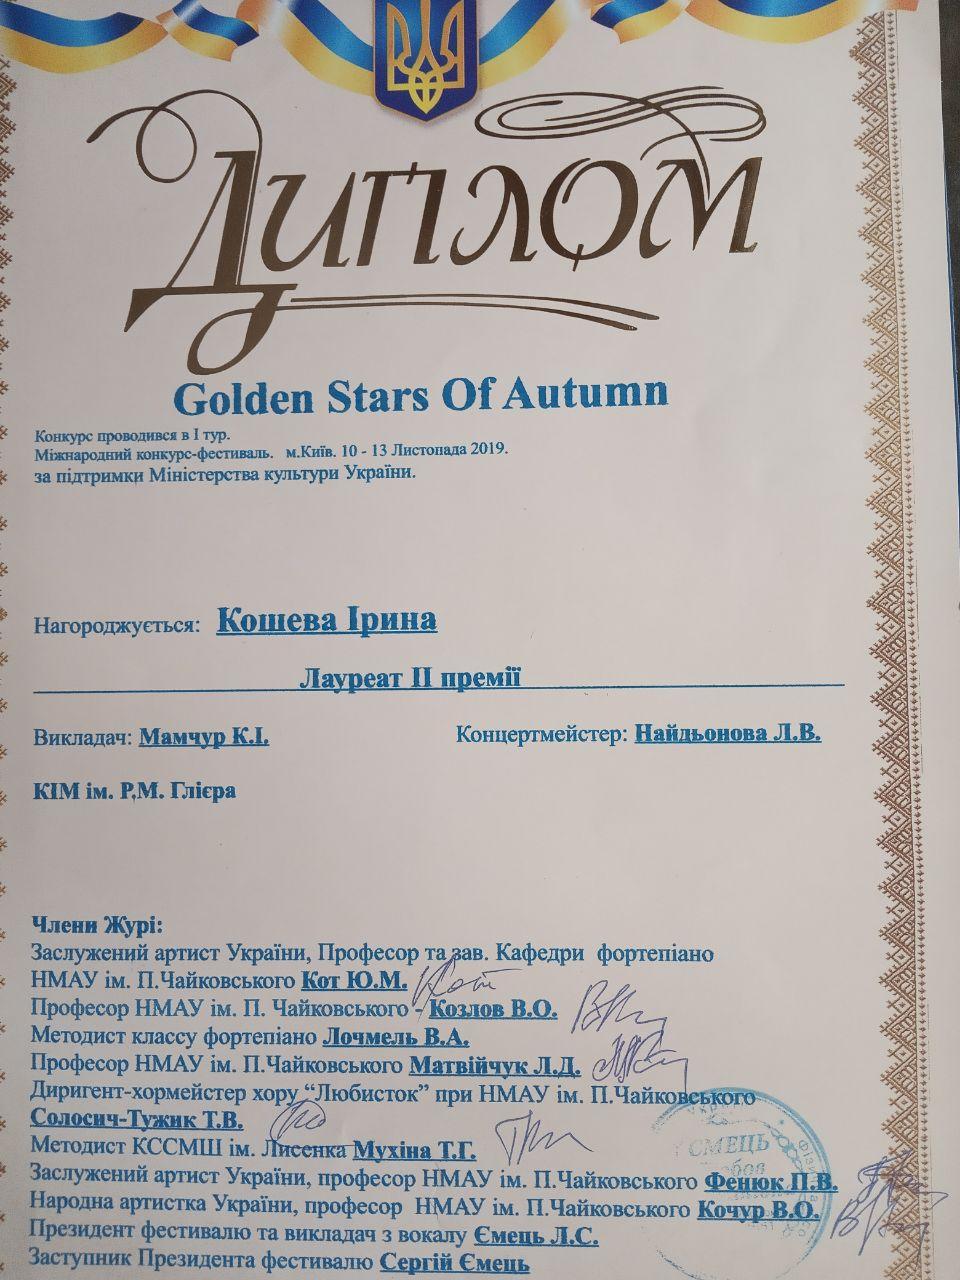 Диплом
Golden Stars Of Autumn
Конкурс проводився в І тур.
Міжнародний конкурс-фестиваль. м.Київ. 10 - 13 Листопада 2019.
за підтримки Міністерства культури України.
Нагороджується: Кошева Ірина
Лауреат ІІ премії
Викладач: Мамчур К.І. Концертмейстер: Найдьонова Л.В.
КІМ ім. Р.М. Глієра
Члени Журі:
Заслужений артист України, Професор та зав. Кафедри фортепіано
НМАУ ім. П.Чайковського Кот Ю.М.
Професор НМАУ ім. П. Чайковського - Козлов В.О.
Методист классу фортепіано Лочмель В.А.
Професор НМАУ ім. П.Чайковського Матвійчук Л.Д.
Диригент-хормейстер хору “Любисток” при НМАУ ім. П.Чайковського
Солосич-Тужик Т.В.
Методист КССМШ ім. Лисенка Мухіна Т.Г.
ЄМЕЦЬ
Заслужений артист України, професор НМАУ ім. П.Чайковського Фенюк П.В.
Народна артистка України, професор НМАУ ім. П.Чайковського Кочур В.О.
Президент фестивалю та викладач з вокалу Ємець Л.С.
Заступник Президента фестивалю Сергій Ємець